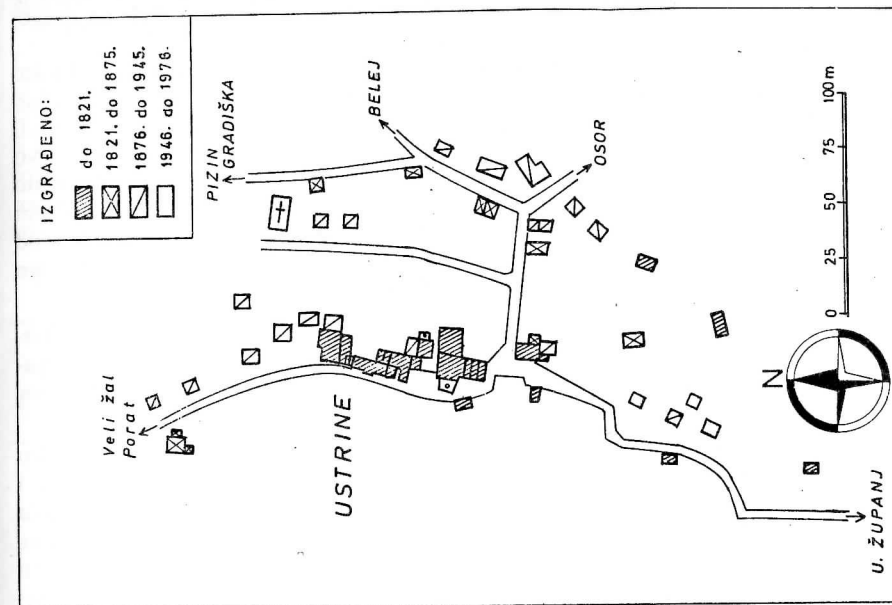 IZGRAĐENO:
do 1821.
1821. do 1875.
1876. do 1945.
1946. do 1976.
PIZIN
GRADIŠKA
BELEJ
OSOR
Veli žal
Porat
USTRINE
U. ŽUPANJ
N
0 25 50 75 100m